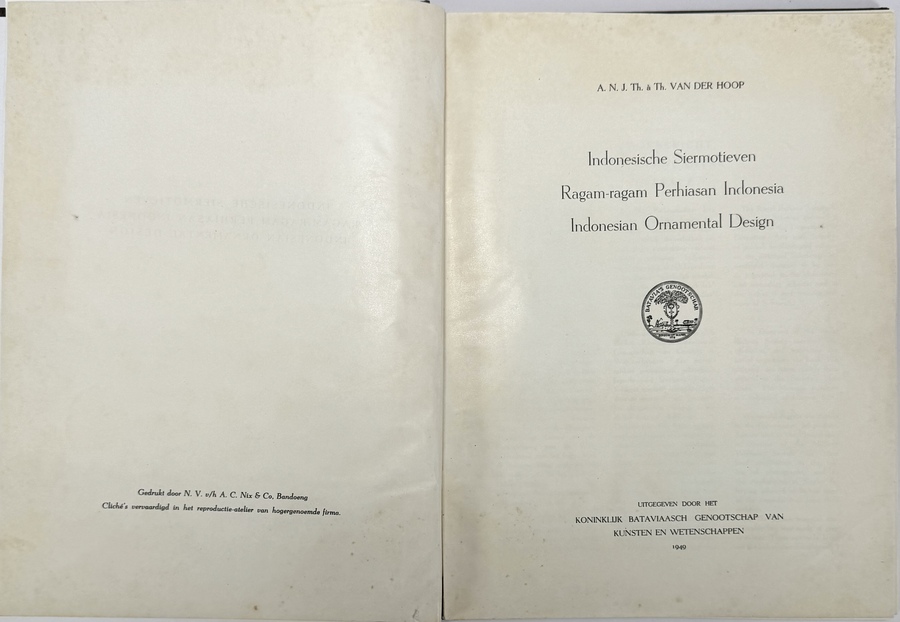 Gedrukt door N. V. v/h A. C. Nix & Co. Bandoeng
Cliché's vervaardigd in het reproductie-atelier van hogergenoemde firma.
A. N. J. Th. à Th. VAN DER HOOP
Indonesische Siermotieven
Ragam-ragam Perhiasan Indonesia
Indonesian Ornamental Design
BATAVIA'S GENOOTSCHAP
UITGEGEVEN DOOR HET
KONINKLIJK BATAVIAASCH GENOOTSCHAP VAN
KUNSTEN EN WETENSCHAPPEN
1949